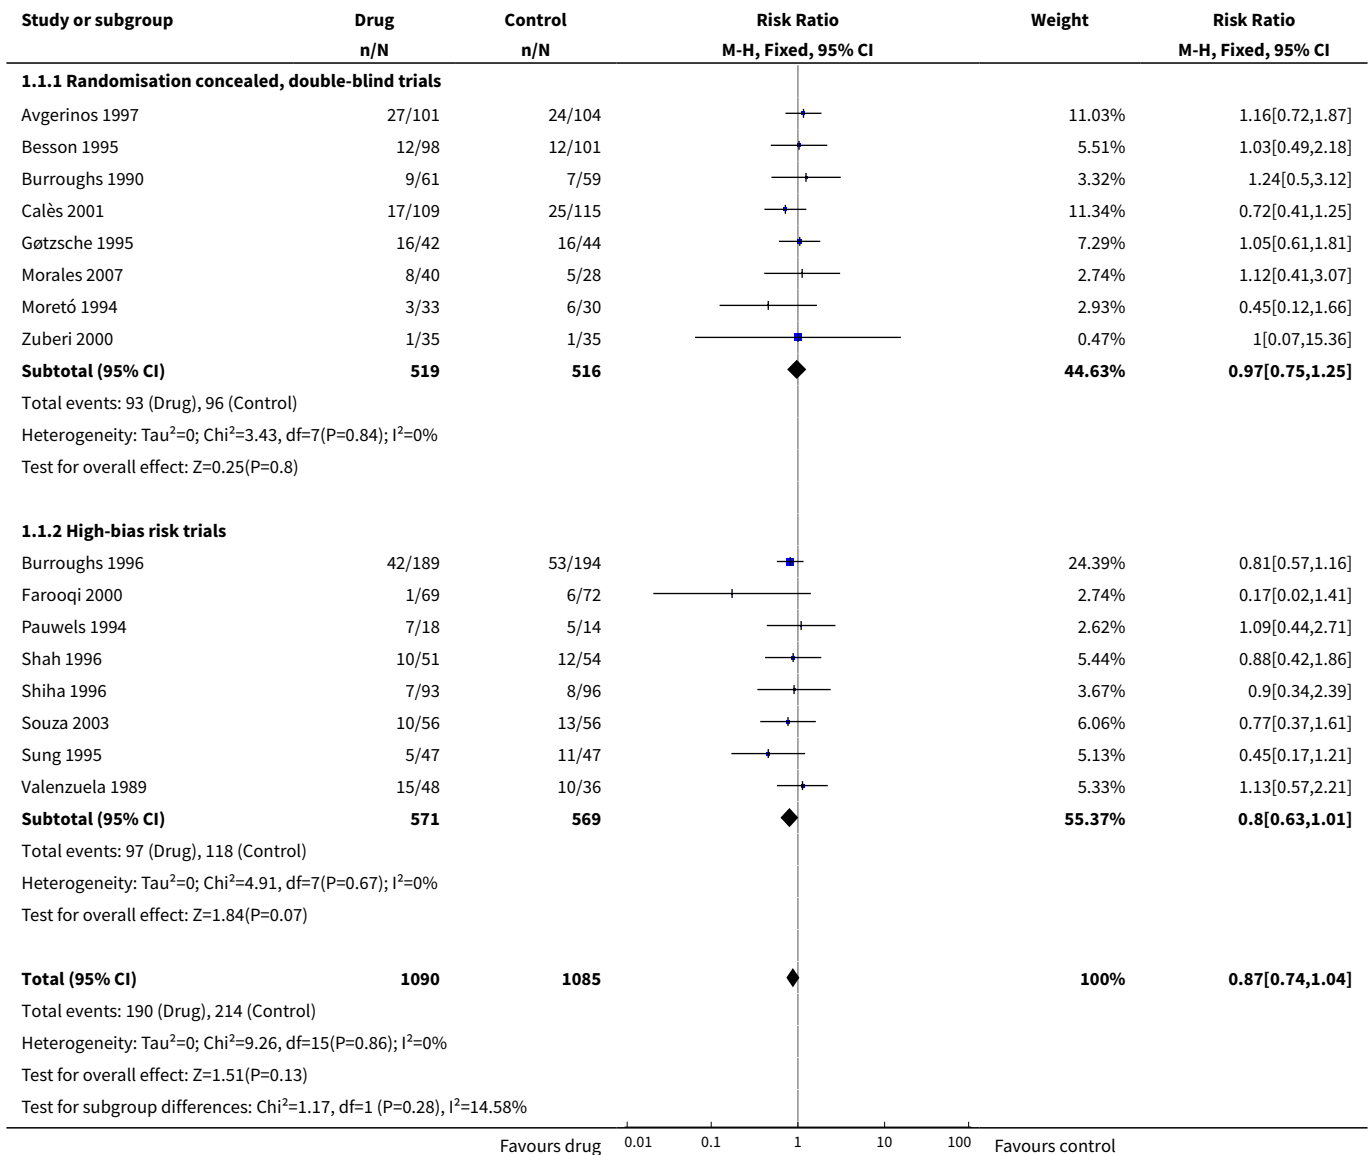 Study or subgroup Drug Control Risk Ratio Weight Risk Ratio
n/N n/N M-H, Fixed, 95% CI M-H, Fixed, 95% CI
1.1.1 Randomisation concealed, double-blind trials
Avgerinos 1997 27/101 24/104 11.03% 1.16[0.72,1.87]
Besson 1995 12/98 12/101 5.51% 1.03[0.49,2.18]
Burroughs 1990 9/61 7/59 3.32% 1.24[0.5,3.12]
Calès 2001 17/109 25/115 11.34% 0.72[0.41,1.25]
Gøtzsche 1995 16/42 16/44 7.29% 1.05[0.61,1.81]
Morales 2007 8/40 5/28 2.74% 1.12[0.41,3.07]
Moretó 1994 3/33 6/30 2.93% 0.45[0.12,1.66]
Zuberi 2000 1/35 1/35 0.47% 1[0.07,15.36]
Subtotal (95% CI) 519 516 44.63% 0.97[0.75,1.25]
Total events: 93 (Drug), 96 (Control)
Heterogeneity: Tau²=0; Chi²=3.43, df=7(P=0.84); I²=0%
Test for overall effect: Z=0.25(P=0.8)
1.1.2 High-bias risk trials
Burroughs 1996 42/189 53/194 24.39% 0.81[0.57,1.16]
Farooqi 2000 1/69 6/72 2.74% 0.17[0.02,1.41]
Pauwels 1994 7/18 5/14 2.62% 1.09[0.44,2.71]
Shah 1996 10/51 12/54 5.44% 0.88[0.42,1.86]
Shiha 1996 7/93 8/96 3.67% 0.9[0.34,2.39]
Souza 2003 10/56 13/56 6.06% 0.77[0.37,1.61]
Sung 1995 5/47 11/47 5.13% 0.45[0.17,1.21]
Valenzuela 1989 15/48 10/36 5.33% 1.13[0.57,2.21]
Subtotal (95% CI) 571 569 55.37% 0.8[0.63,1.01]
Total events: 97 (Drug), 118 (Control)
Heterogeneity: Tau²=0; Chi²=4.91, df=7(P=0.67); I²=0%
Test for overall effect: Z=1.84(P=0.07)
Total (95% CI) 1090 1085 100% 0.87[0.74,1.04]
Total events: 190 (Drug), 214 (Control)
Heterogeneity: Tau²=0; Chi²=9.26, df=15(P=0.86); I²=0%
Test for overall effect: Z=1.51(P=0.13)
Test for subgroup differences: Chi²=1.17, df=1 (P=0.28), I²=14.58%
Favours drug 0.01 0.1 1 10 100 Favours control